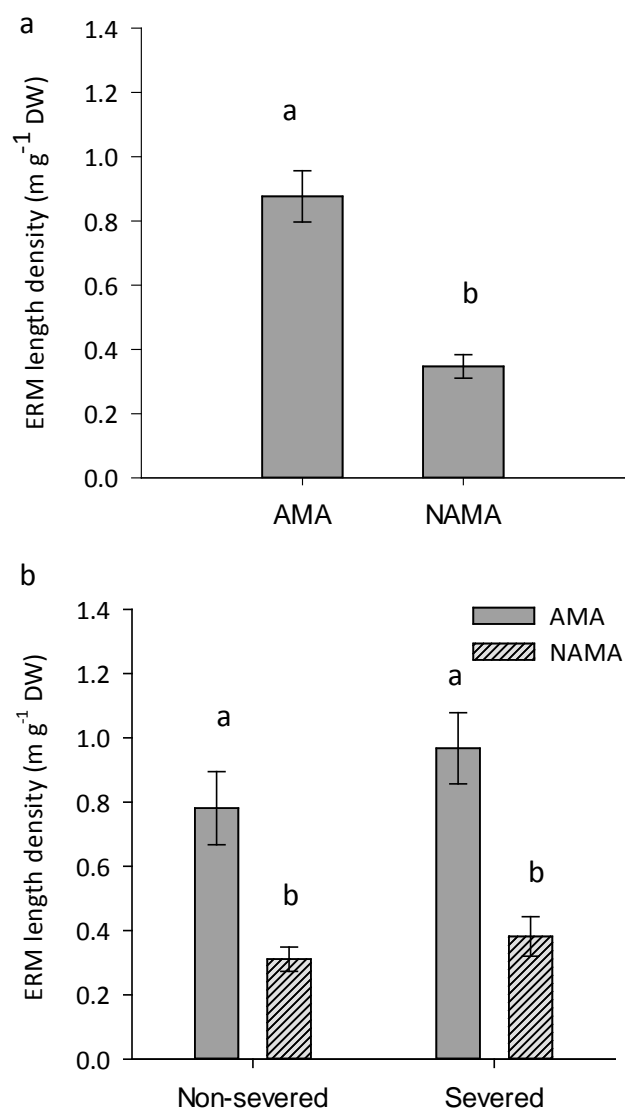 a
ERM length density (m g-1 DW)
1.4
1.2
1.0
0.8
0.6
0.4
0.2
0.0
a
b
AMA NAMA
b
ERM length density (m g-1 DW)
1.4
1.2
1.0
0.8
0.6
0.4
0.2
0.0
AMA
NAMA
a
b
a
b
Non-severed Severed